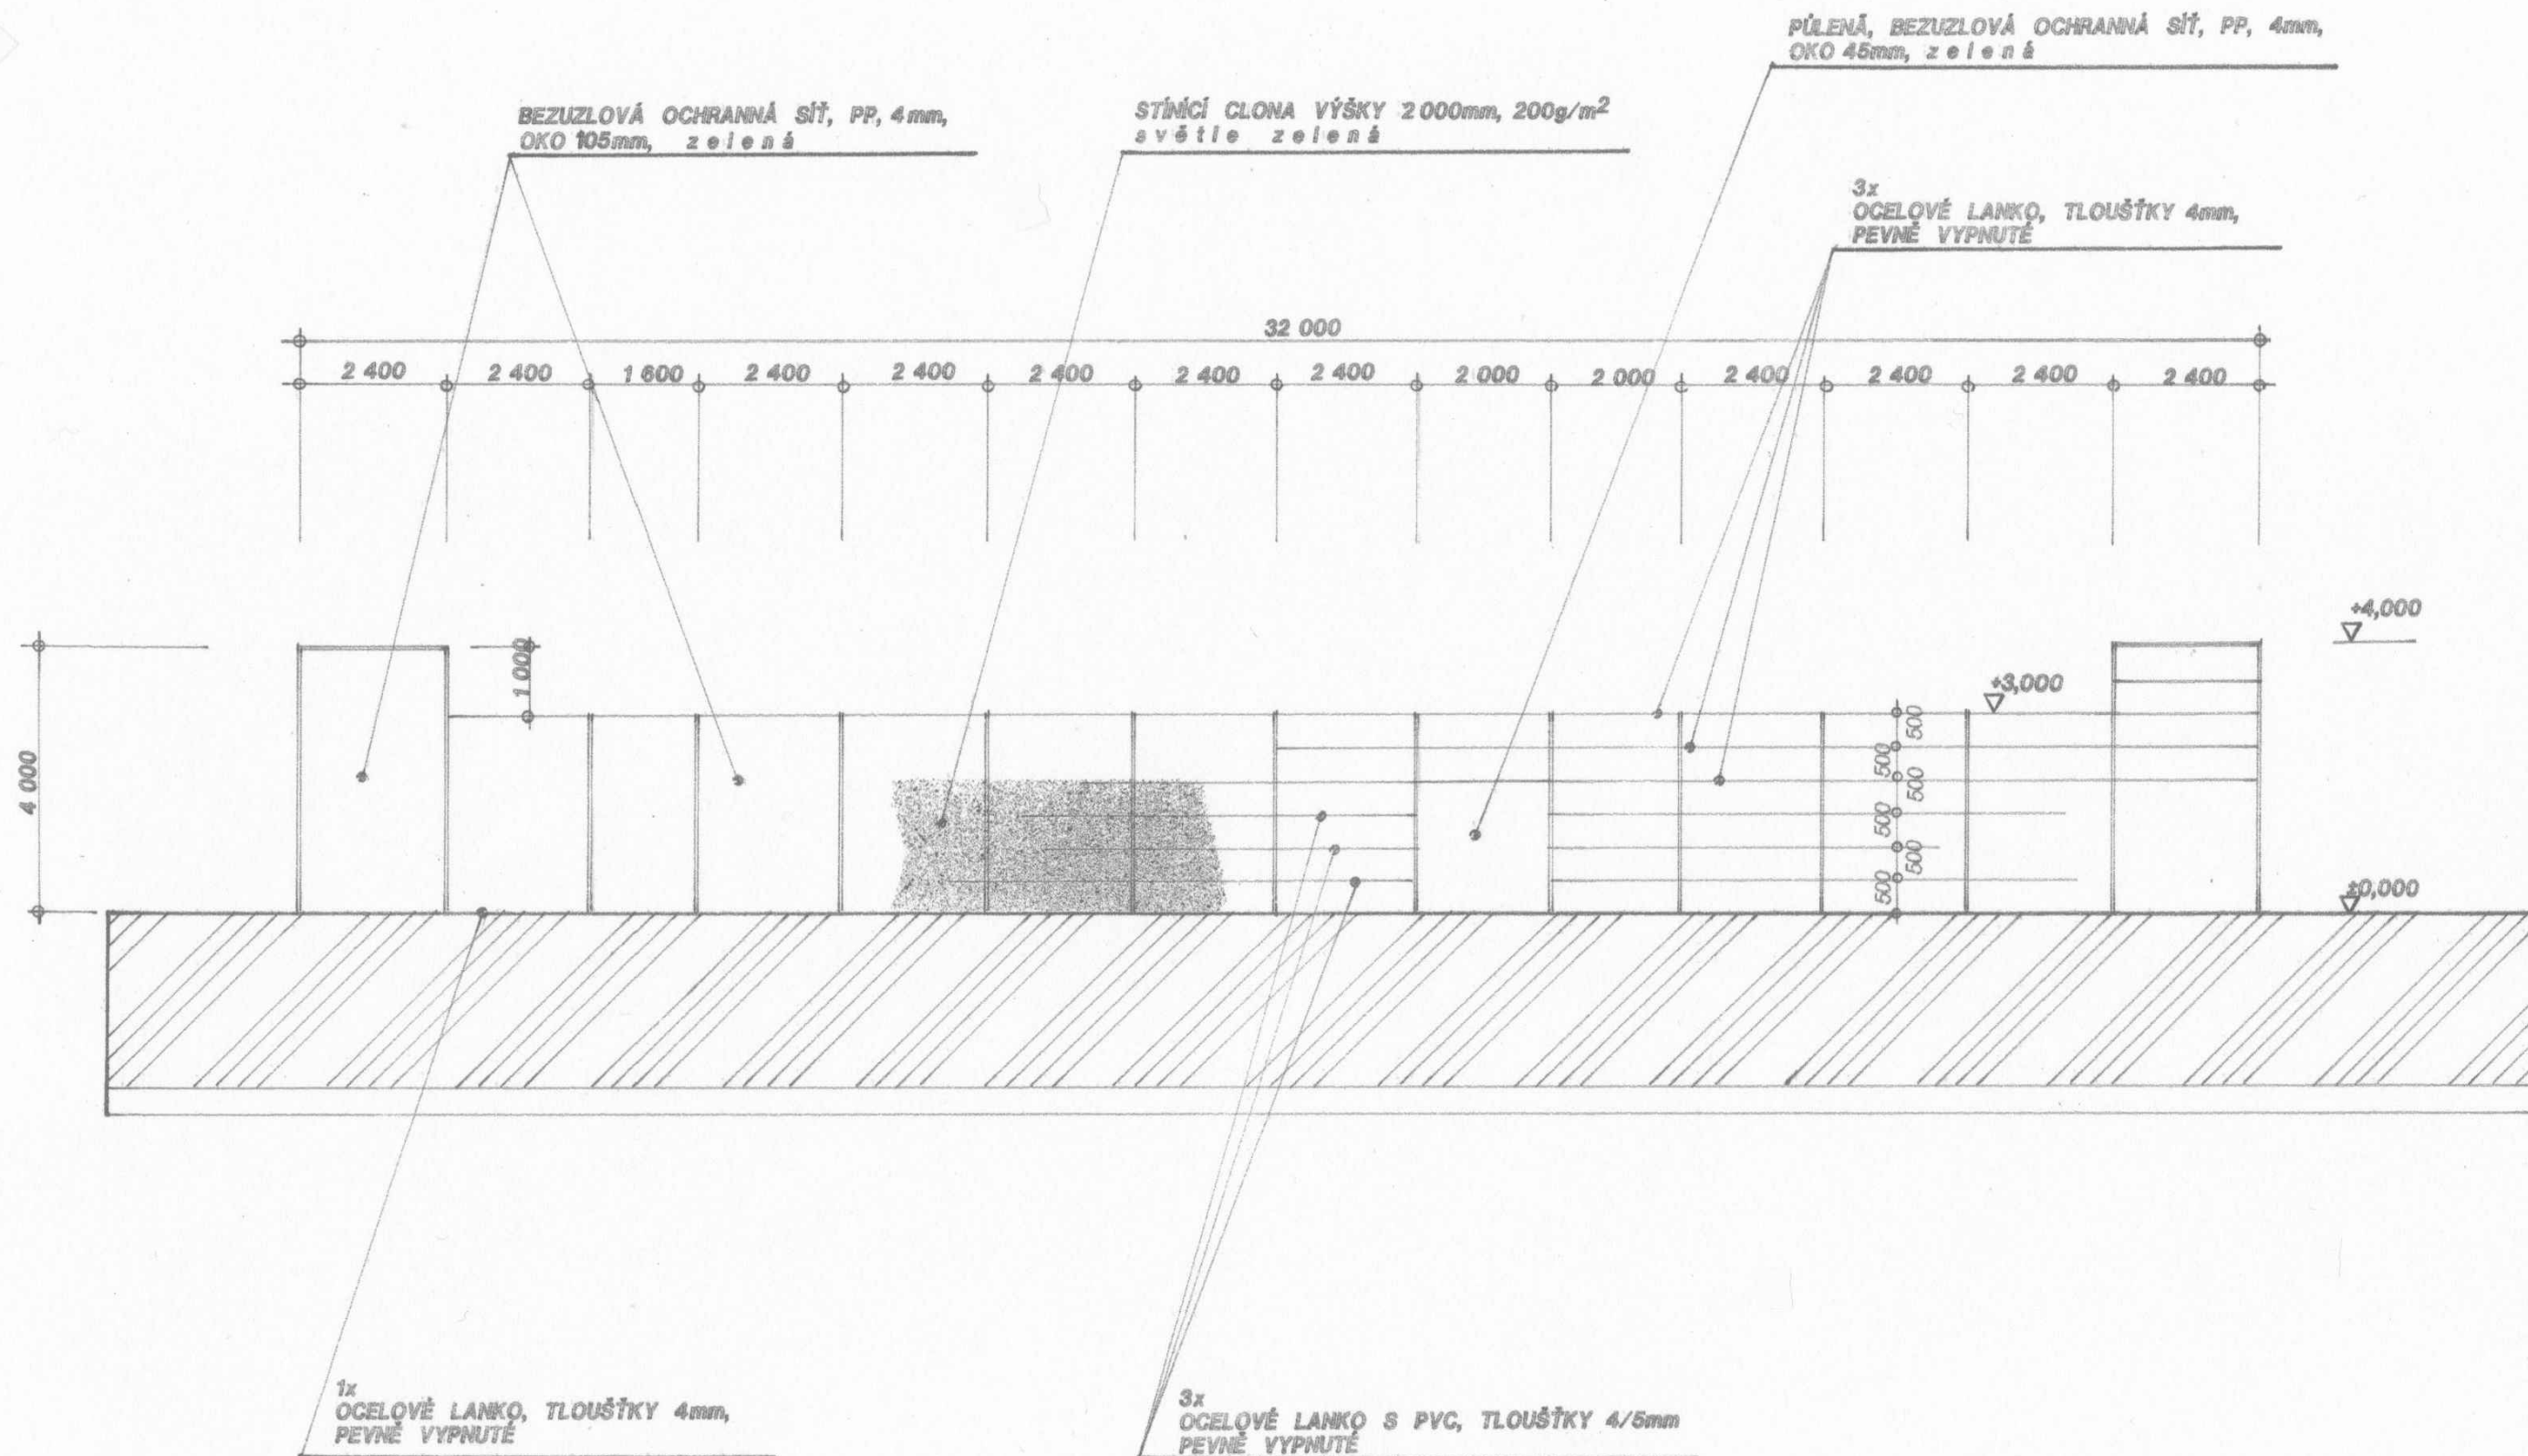 PŮLENÁ, BEZUZLOVÁ OCHRANNÁ SÍŤ, PP, 4mm,
OKO 45mm, zelená
BEZUZLOVÁ OCHRANNÁ SÍŤ, PP, 4mm,
OKO 105mm, zelená
STÍNÍCÍ CLONA VÝŠKY 2 000mm, 200g/m²
světle zelená
3x
OCELOVÉ LANKO, TLOUŠŤKY 4mm,
PEVNĚ VYPNUTÉ
32 000
2 400 2 400 1 600 2 400 2 400 2 400 2 400 2 400 2 000 2 000 2 400 2 400 2 400 2 400
+4,000
1 000
+3,000
4 000
500
500
500
500
500
500
±0,000
1x
OCELOVÉ LANKO, TLOUŠŤKY 4mm,
PEVNĚ VYPNUTÉ
3x
OCELOVÉ LANKO S PVC, TLOUŠŤKY 4/5mm
PEVNĚ VYPNUTÉ